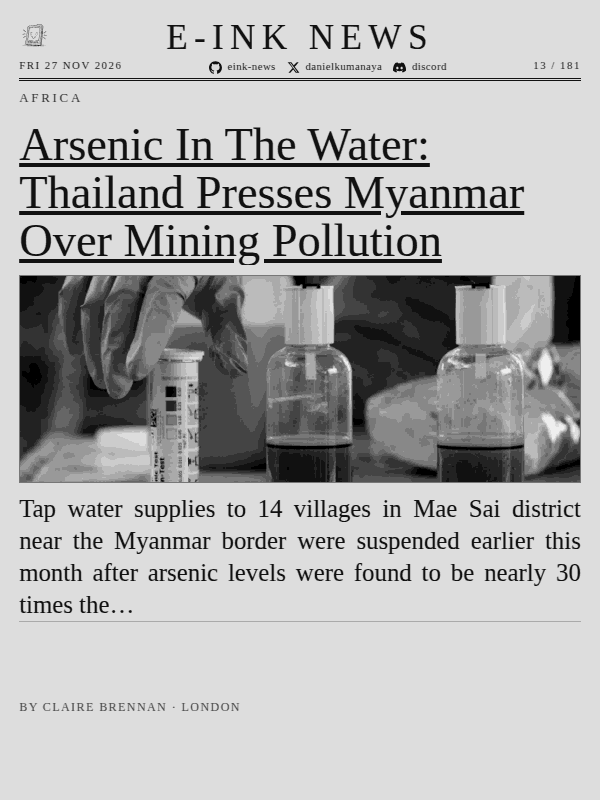 E-INK NEWS
FRI 27 NOV 2026
eink-news danielkumanaya discord
13 / 181
AFRICA
Arsenic In The Water:
Thailand Presses Myanmar
Over Mining Pollution
Tap water supplies to 14 villages in Mae Sai district
near the Myanmar border were suspended earlier this
month after arsenic levels were found to be nearly 30
times the…
BY CLAIRE BRENNAN · LONDON